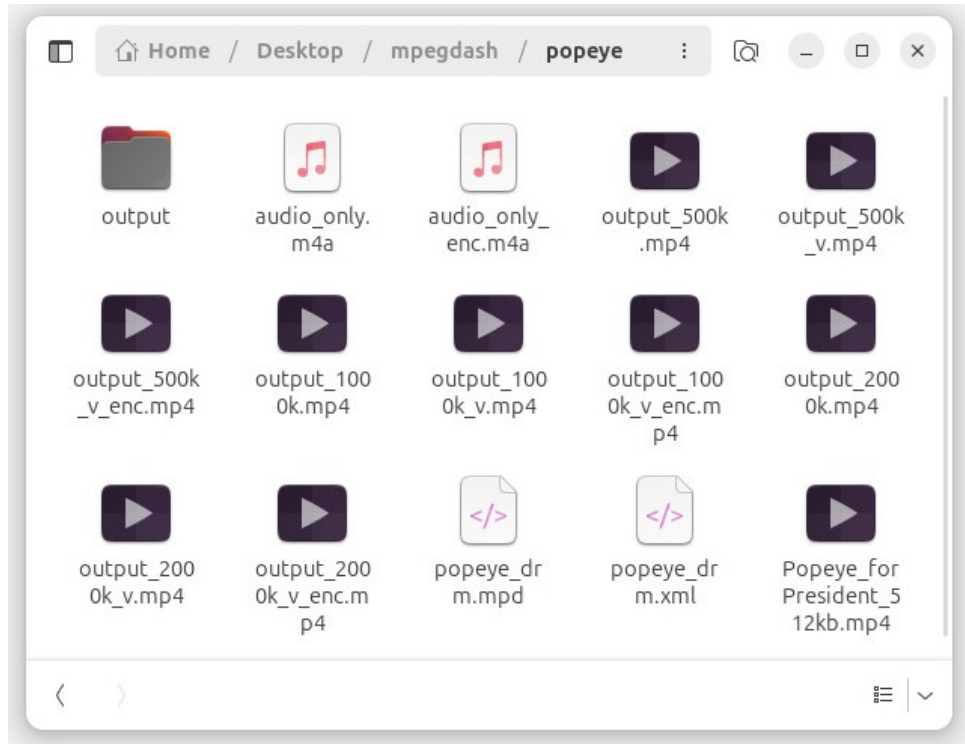 Home / Desktop / mpegdash / popeye
output
audio_only.
m4a
audio_only_
enc.m4a
output_500k
.mp4
output_500k
_v.mp4
output_500k
_v_enc.mp4
output_100
0k.mp4
output_100
0k_v.mp4
output_100
0k_v_enc.m
p4
output_200
0k.mp4
output_200
0k_v.mp4
output_200
0k_v_enc.m
p4
popeye_dr
m.mpd
popeye_dr
m.xml
Popeye_for
President_5
12kb.mp4